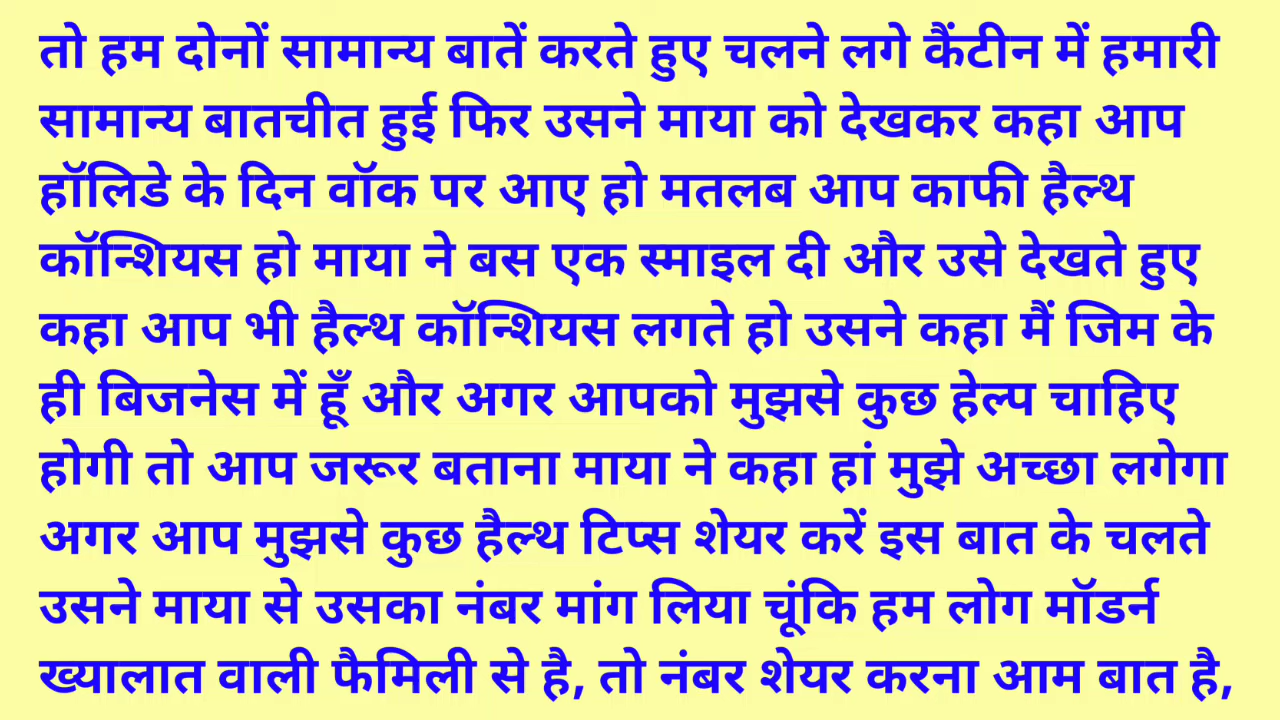 तो हम दोनों सामान्य बातें करते हुए चलने लगे कैंटीन में हमारी
सामान्य बातचीत हुई फिर उसने माया को देखकर कहा आप
हॉलिडे के दिन वॉक पर आए हो मतलब आप काफी हैल्थ
कॉन्शियस हो माया ने बस एक स्माइल दी और उसे देखते हुए
कहा आप भी हैल्थ कॉन्शियस लगते हो उसने कहा मैं जिम के
ही बिजनेस में हूँ और अगर आपको मुझसे कुछ हेल्प चाहिए
होगी तो आप जरूर बताना माया ने कहा हां मुझे अच्छा लगेगा
अगर आप मुझसे कुछ हैल्थ टिप्स शेयर करें इस बात के चलते
उसने माया से उसका नंबर मांग लिया चूंकि हम लोग मॉडर्न
ख्यालात वाली फैमिली से है, तो नंबर शेयर करना आम बात है,